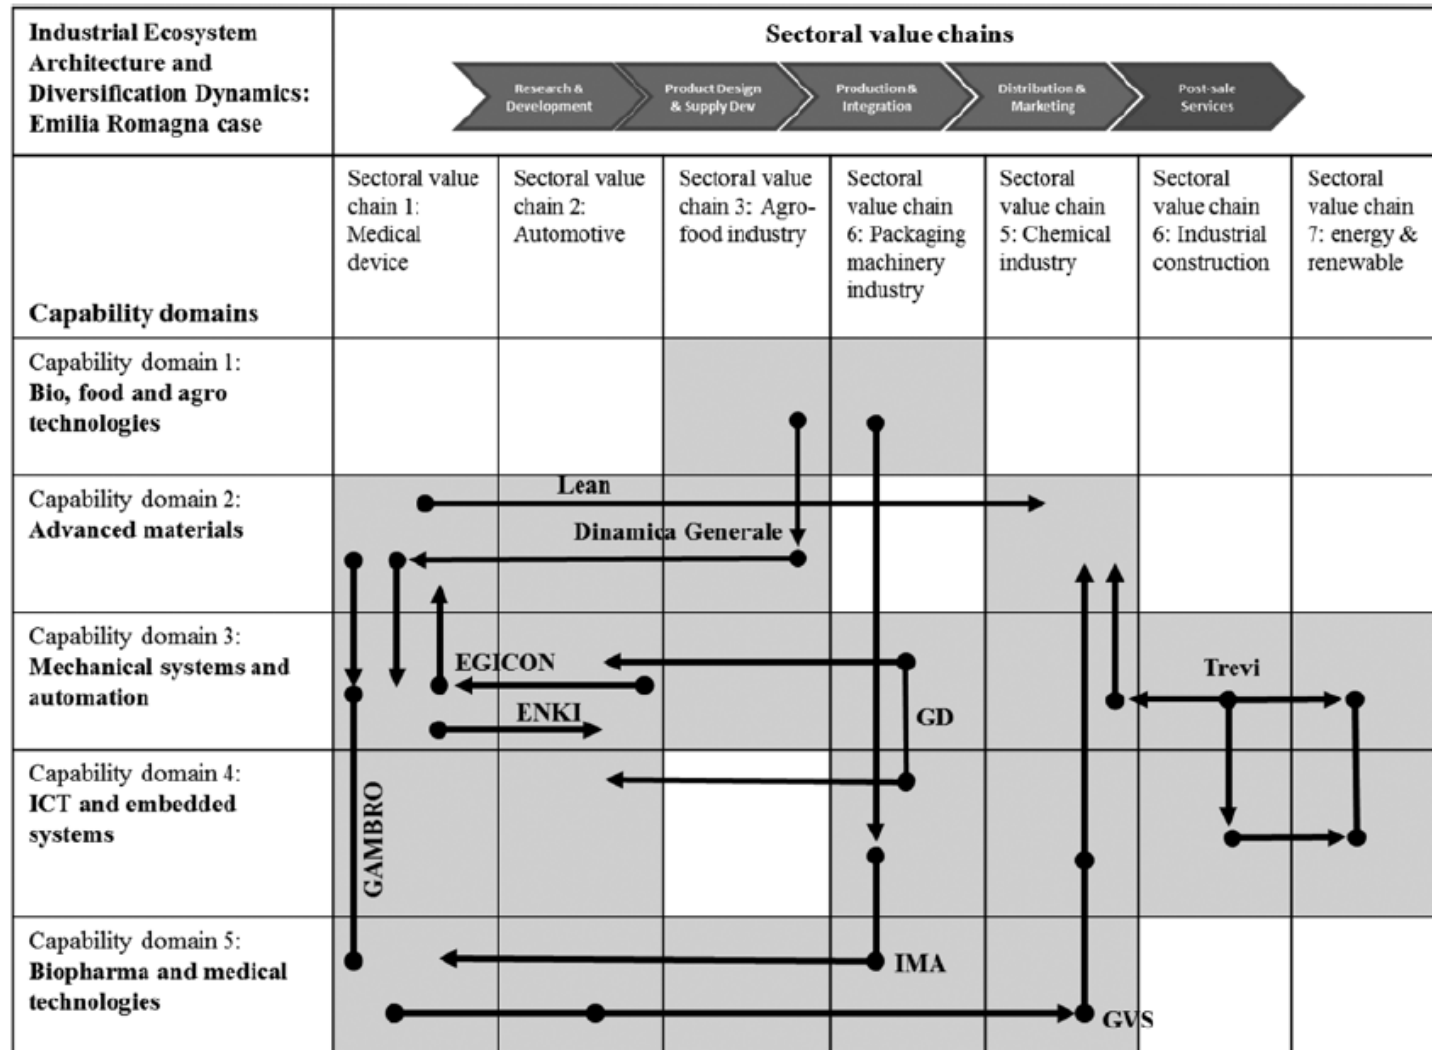 Industrial Ecosystem
Architecture and
Diversification Dynamics:
Emilia Romagna case
Sectoral value chains
Research &
Development
Product Design
& Supply Dev
Production &
Integration
Distribution &
Marketing
Post-sale
Services
Capability domains
Sectoral value
chain 1:
Medical
device
Sectoral value
chain 2:
Automotive
Sectoral value
chain 3: Agro-
food industry
Sectoral
value chain
6: Packaging
machinery
industry
Sectoral
value chain
5: Chemical
industry
Sectoral
value chain
6: Industrial
construction
Sectoral
value chain
7: energy &
renewable
Capability domain 1:
Bio, food and agro
technologies
Capability domain 2:
Advanced materials
Lean
Dinamica Generale
Capability domain 3:
Mechanical systems and
automation
EGICON
ENKI
GD
Trevi
Capability domain 4:
ICT and embedded
systems
GAMBRO
Capability domain 5:
Biopharma and medical
technologies
IMA
GVS